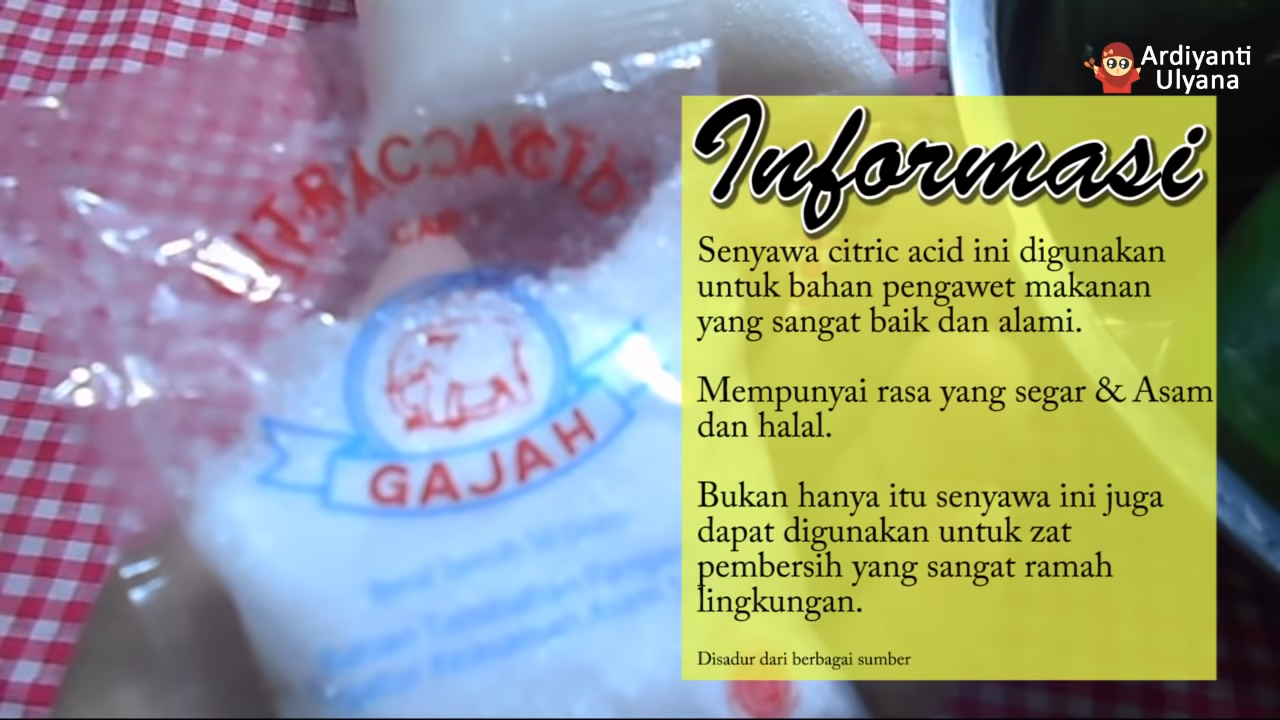 Ardiyanti
Ulyana
Informasi
Senyawa citric acid ini digunakan
untuk bahan pengawet makanan
yang sangat baik dan alami.
Mempunyai rasa yang segar & Asam
dan halal.
Bukan hanya itu senyawa ini juga
dapat digunakan untuk zat
pembersih yang sangat ramah
lingkungan.
Disadur dari berbagai sumber
GAJAH